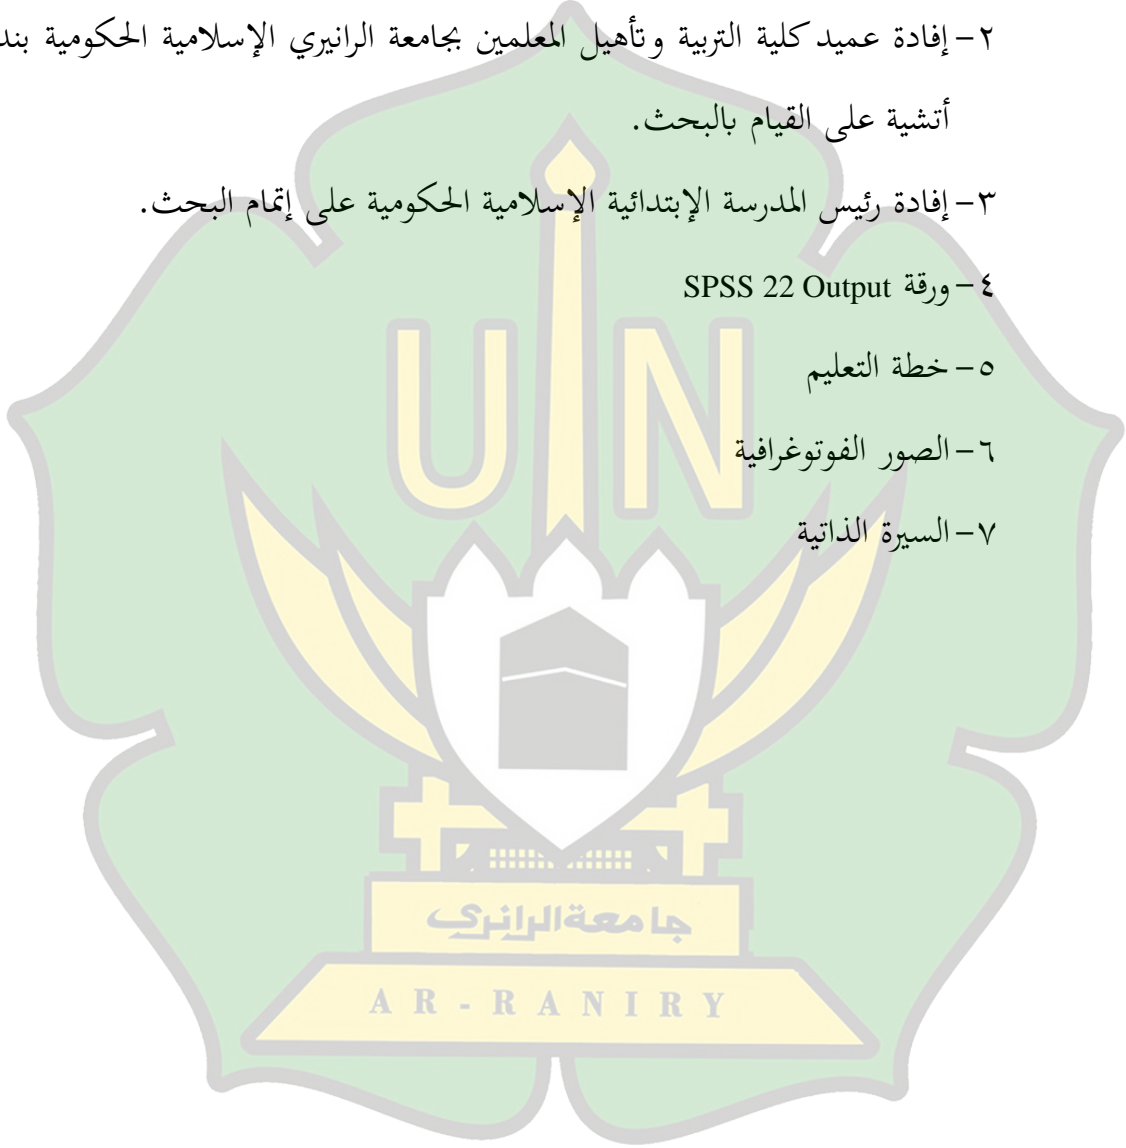 ٢- إفادة عميد كلية التربية وتأهيل المعلمين بجامعة الرانيري الإسلامية الحكومية
أتشية على القيام بالبحث.
٣- إفادة رئيس المدرسة الإبتدائية الإسلامية الحكومية على إتمام البحث.
٤- ورقة SPSS 22 Output
٥- خطة التعليم
٦- الصور الفوتوغرافية
٧- السيرة الذاتية
UIN
جامعة الرانري
AR-RANIRY